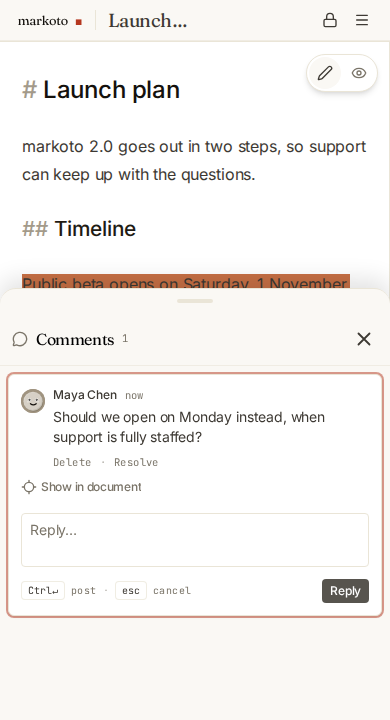 markoto
Launch...
# Launch plan
markoto 2.0 goes out in two steps, so support
can keep up with the questions.
## Timeline
Public beta opens on Saturday, 1 November
Comments 1
Maya Chen now
Should we open on Monday instead, when
support is fully staffed?
Delete · Resolve
Show in document
Reply...
Ctrl↵ post · esc cancel
Reply